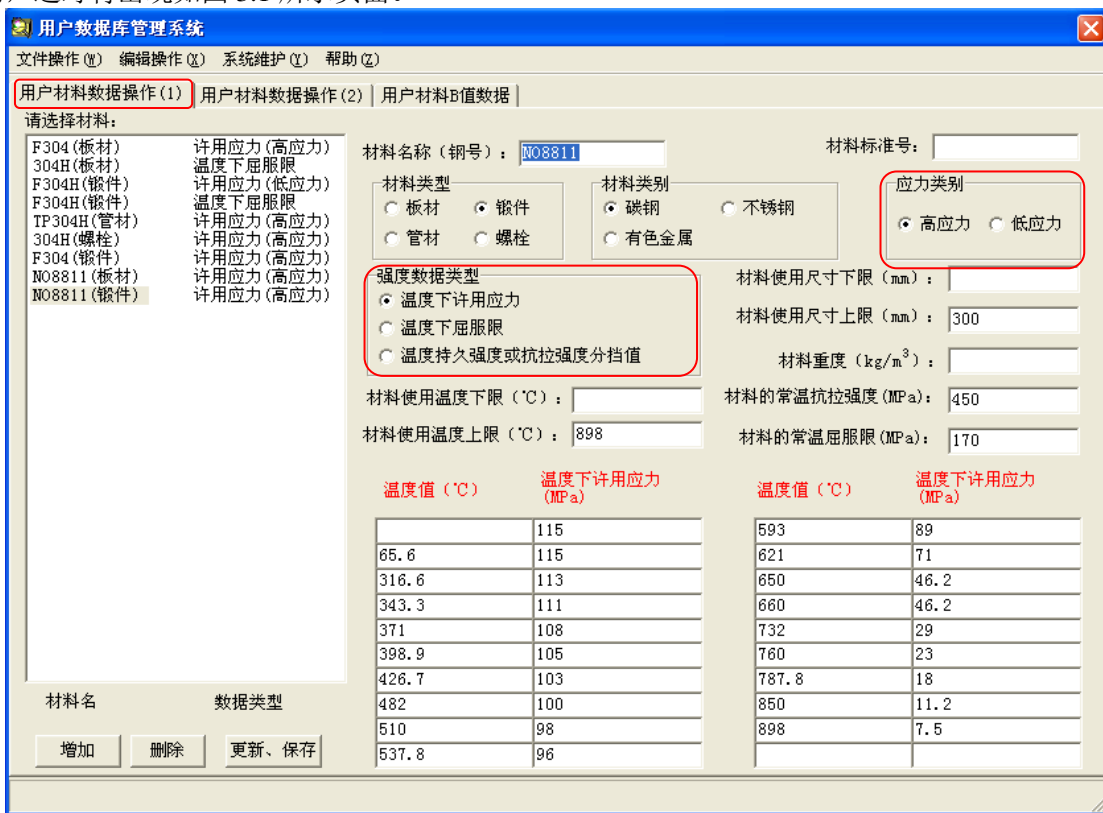 用户数据库管理系统
文件操作(W) 编辑操作(X) 系统维护(Y) 帮助(Z)
用户材料数据操作(1) 用户材料数据操作(2) 用户材料B值数据
请选择材料:
F304(板材) 许用应力(高应力)
304H(板材) 温度下屈服限
F304H(锻件) 许用应力(低应力)
F304H(锻件) 温度下屈服限
TP304H(管材) 许用应力(高应力)
304H(螺栓) 许用应力(高应力)
F304(锻件) 许用应力(高应力)
NO8811(板材) 许用应力(高应力)
NO8811(锻件) 许用应力(高应力)
材料名 数据类型
增加 删除 更新、保存
材料名称(钢号): NO8811 材料标准号:
材料类型 材料类别 应力类别
板材 锻件 碳钢 不锈钢 高应力 低应力
管材 螺栓 有色金属
强度数据类型
温度下许用应力
温度下屈服限
温度持久强度或抗拉强度分挡值
材料使用尺寸下限(mm):
材料使用尺寸上限(mm): 300
材料重度(kg/m³):
材料使用温度下限(℃): 材料的常温抗拉强度(MPa): 450
材料使用温度上限(℃): 898 材料的常温屈服限(MPa): 170
温度值(℃) 温度下许用应力(MPa) 温度值(℃) 温度下许用应力(MPa)
115 593 89
65.6 115 621 71
316.6 113 650 46.2
343.3 111 660 46.2
371 108 732 29
398.9 105 760 23
426.7 103 787.8 18
482 100 850 11.2
510 98 898 7.5
537.8 96